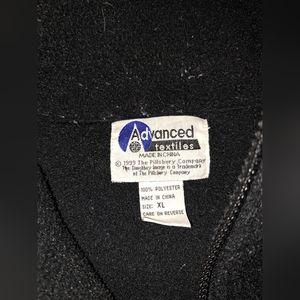 Advanced
textiles
MADE IN CHINA
© 1999 The Pillsbury Company
The Doughboy image is a Trademark
of The Pillsbury Company
100% POLYESTER
MADE IN CHINA
SIZE: XL
CARE ON REVERSE